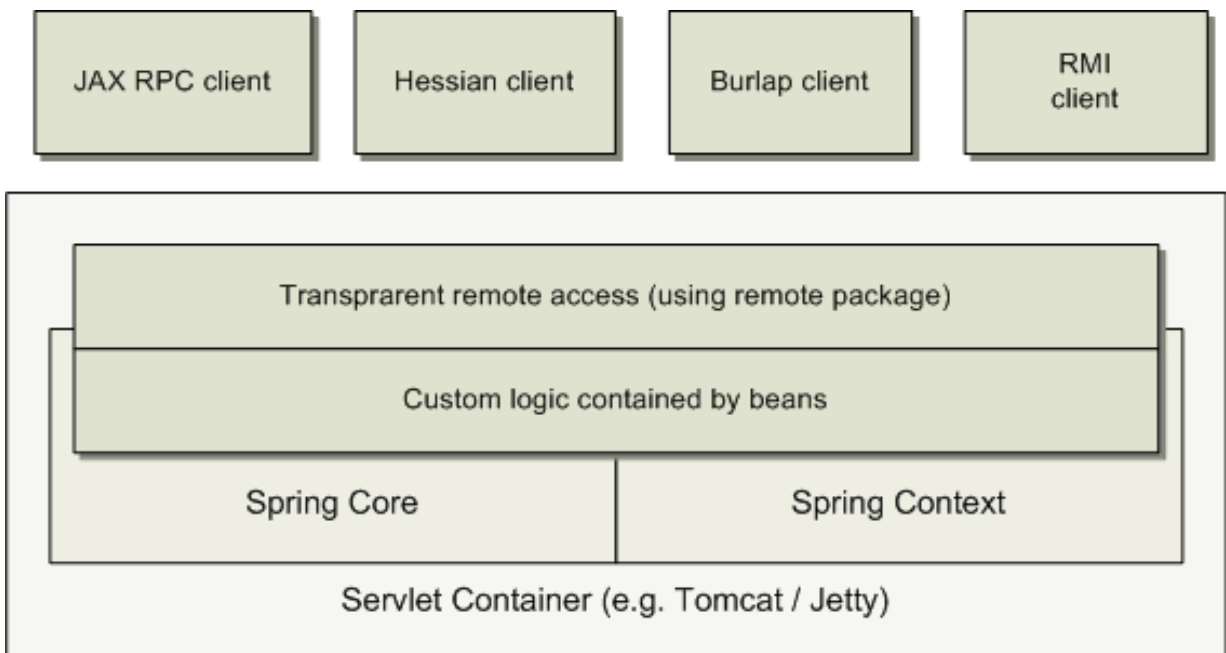 JAX RPC client
Hessian client
Burlap client
RMI
client
Transprarent remote access (using remote package)
Custom logic contained by beans
Spring Core
Spring Context
Servlet Container (e.g. Tomcat / Jetty)